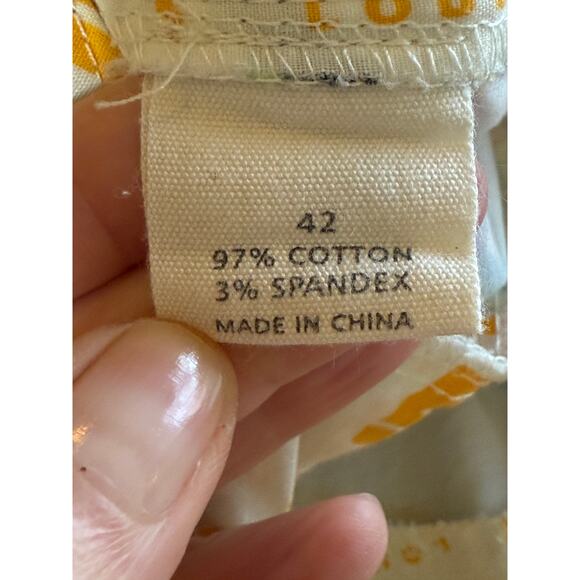 42
97% COTTON
3% SPANDEX
MADE IN CHINA